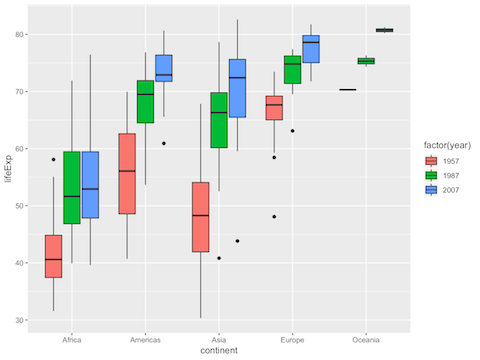 80
70
60
50
40
30
lifeExp
Africa Americas Asia Europe Oceania
continent
factor(year)
1957
1987
2007